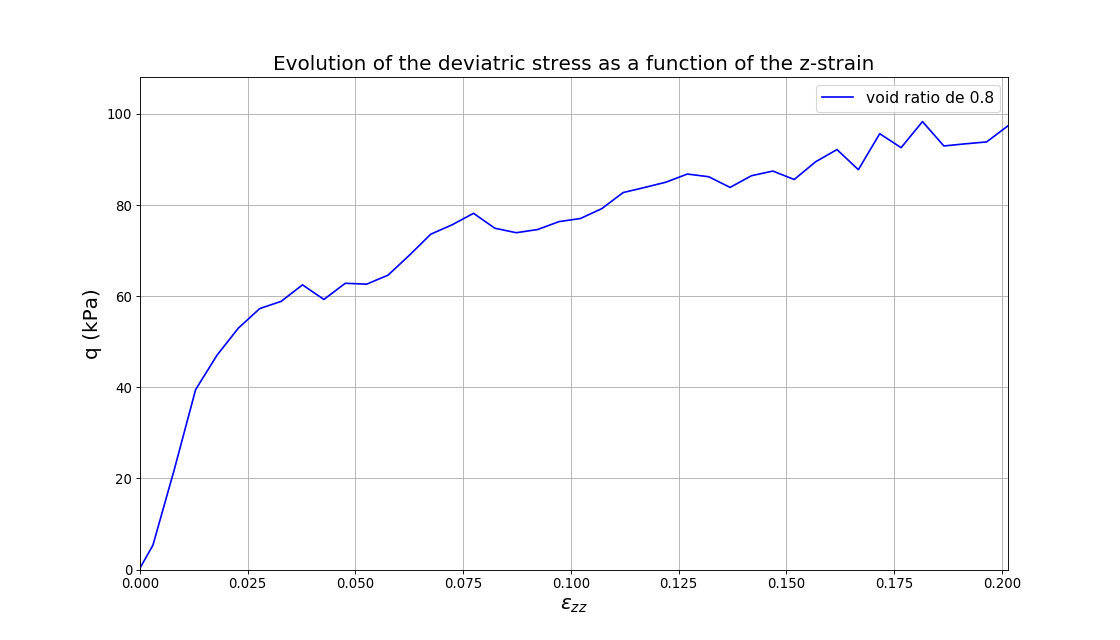 Evolution of the deviatric stress as a function of the z-strain
void ratio de 0.8
q (kPa)
100
80
60
40
20
0
0.000 0.025 0.050 0.075 0.100 0.125 0.150 0.175 0.200
εzz